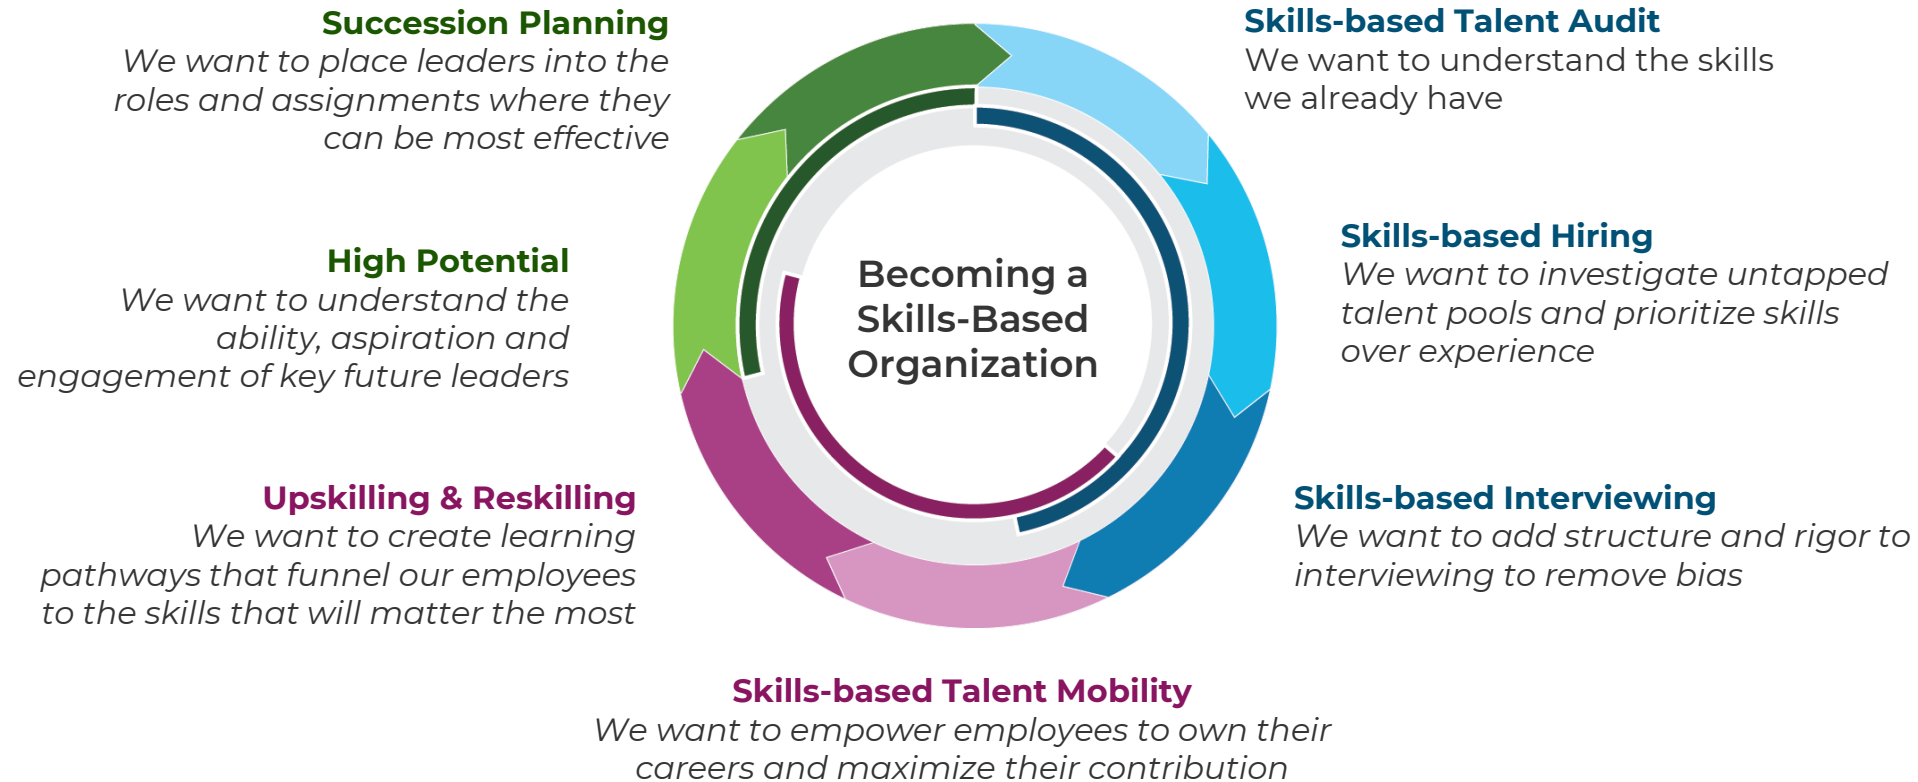 Succession Planning
We want to place leaders into the
roles and assignments where they
can be most effective
Skills-based Talent Audit
We want to understand the skills
we already have
High Potential
We want to understand the
ability, aspiration and
engagement of key future leaders
Becoming a
Skills-Based
Organization
Skills-based Hiring
We want to investigate untapped
talent pools and prioritize skills
over experience
Upskilling & Reskilling
We want to create learning
pathways that funnel our employees
to the skills that will matter the most
Skills-based Interviewing
We want to add structure and rigor to
interviewing to remove bias
Skills-based Talent Mobility
We want to empower employees to own their
careers and maximize their contribution